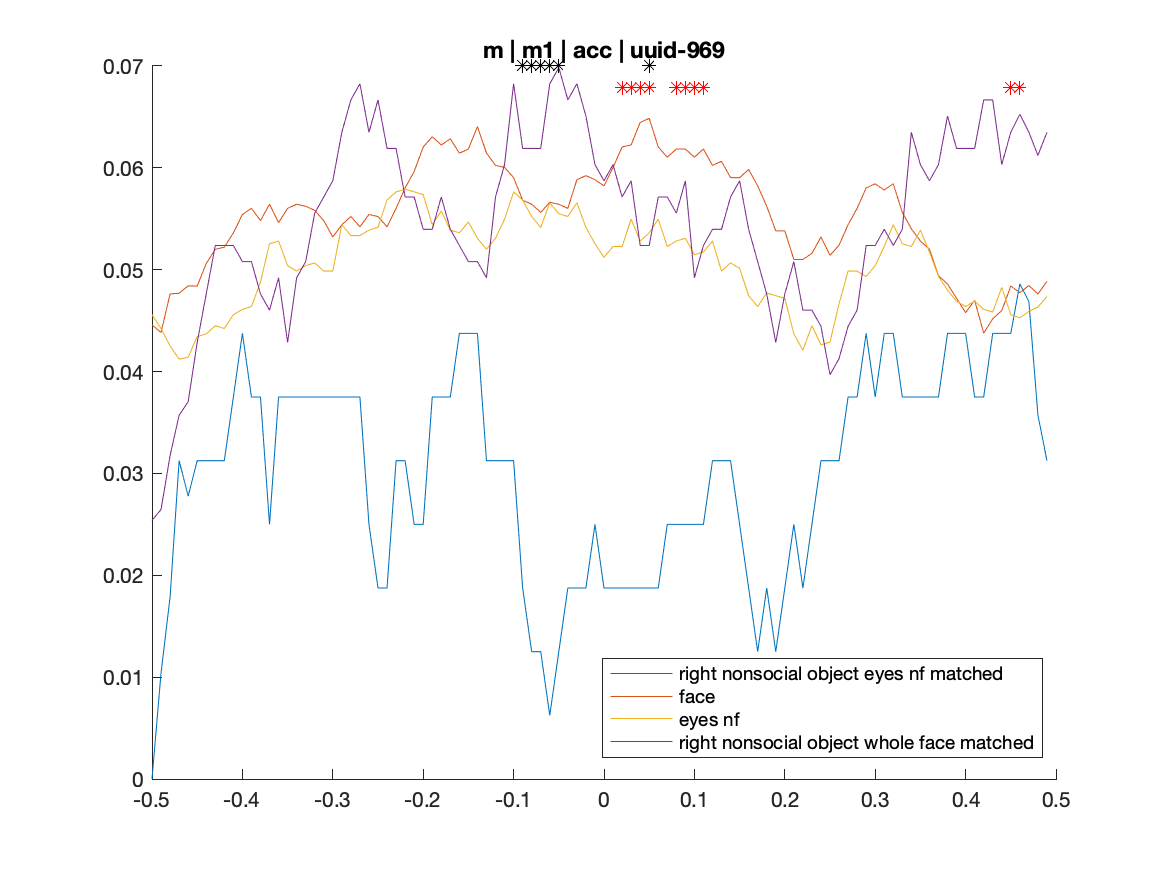 m | m1 | acc | uuid-969
0.07
0.06
0.05
0.04
0.03
0.02
0.01
0
right nonsocial object eyes nf matched
face
eyes nf
right nonsocial object whole face matched
-0.5 -0.4 -0.3 -0.2 -0.1 0 0.1 0.2 0.3 0.4 0.5